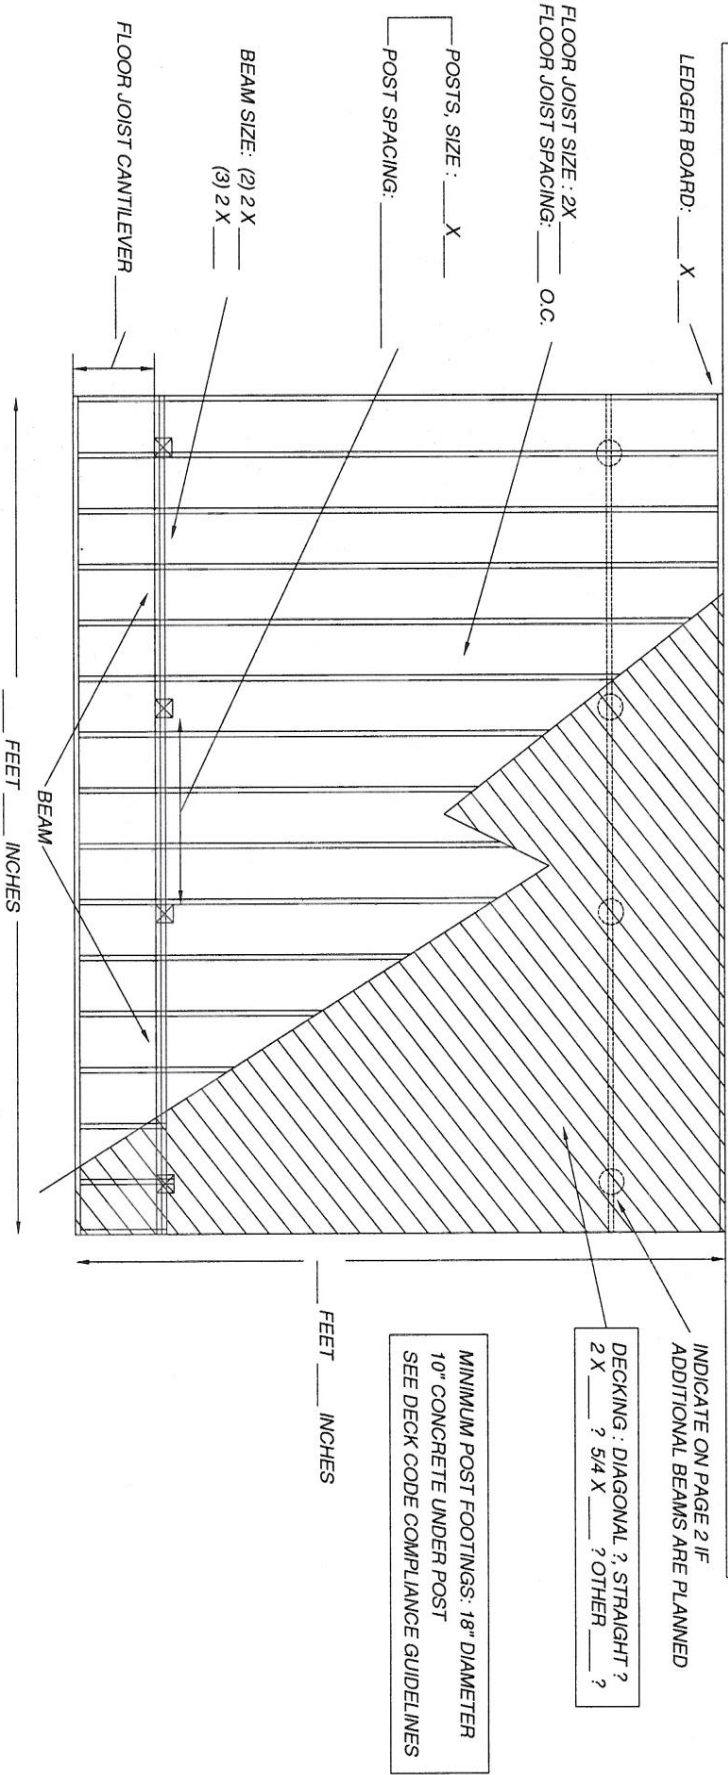 LEDGER BOARD: ___ X ___
FLOOR JOIST SIZE : 2X ___
FLOOR JOIST SPACING: ___ O.C.
POSTS, SIZE : ___ X ___
POST SPACING: ___
BEAM SIZE: (2) 2 X ___
(3) 2 X ___
FLOOR JOIST CANTILEVER ___
BEAM
___ FEET ___ INCHES
INDICATE ON PAGE 2 IF
ADDITIONAL BEAMS ARE PLANNED
DECKING : DIAGONAL ?, STRAIGHT ?
2 X ___ ? 5/4 X ___ ? OTHER ___ ?
MINIMUM POST FOOTINGS: 18" DIAMETER
10" CONCRETE UNDER POST
SEE DECK CODE COMPLIANCE GUIDELINES
___ FEET ___ INCHES